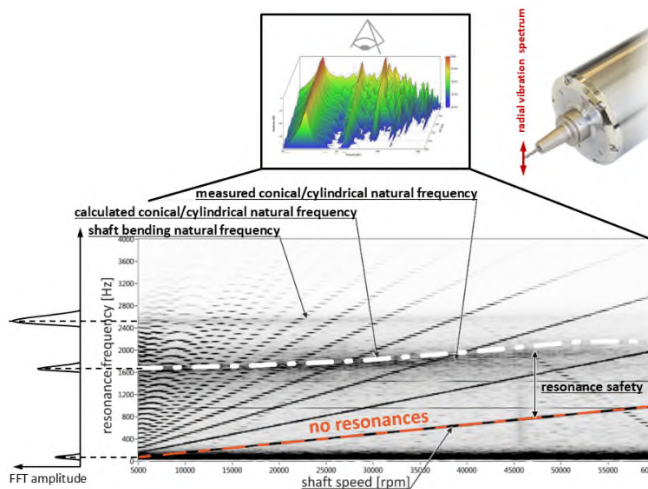 radial vibration spectrum
measured conical/cylindrical natural frequency
calculated conical/cylindrical natural frequency
shaft bending natural frequency
4000
3600
3200
2800
2400
2000
1600
1200
800
400
0
resonance frequency [Hz]
resonance safety
no resonances
5000
10000
15000
20000
25000
30000
35000
40000
45000
50000
55000
FFT amplitude
shaft speed [rpm]